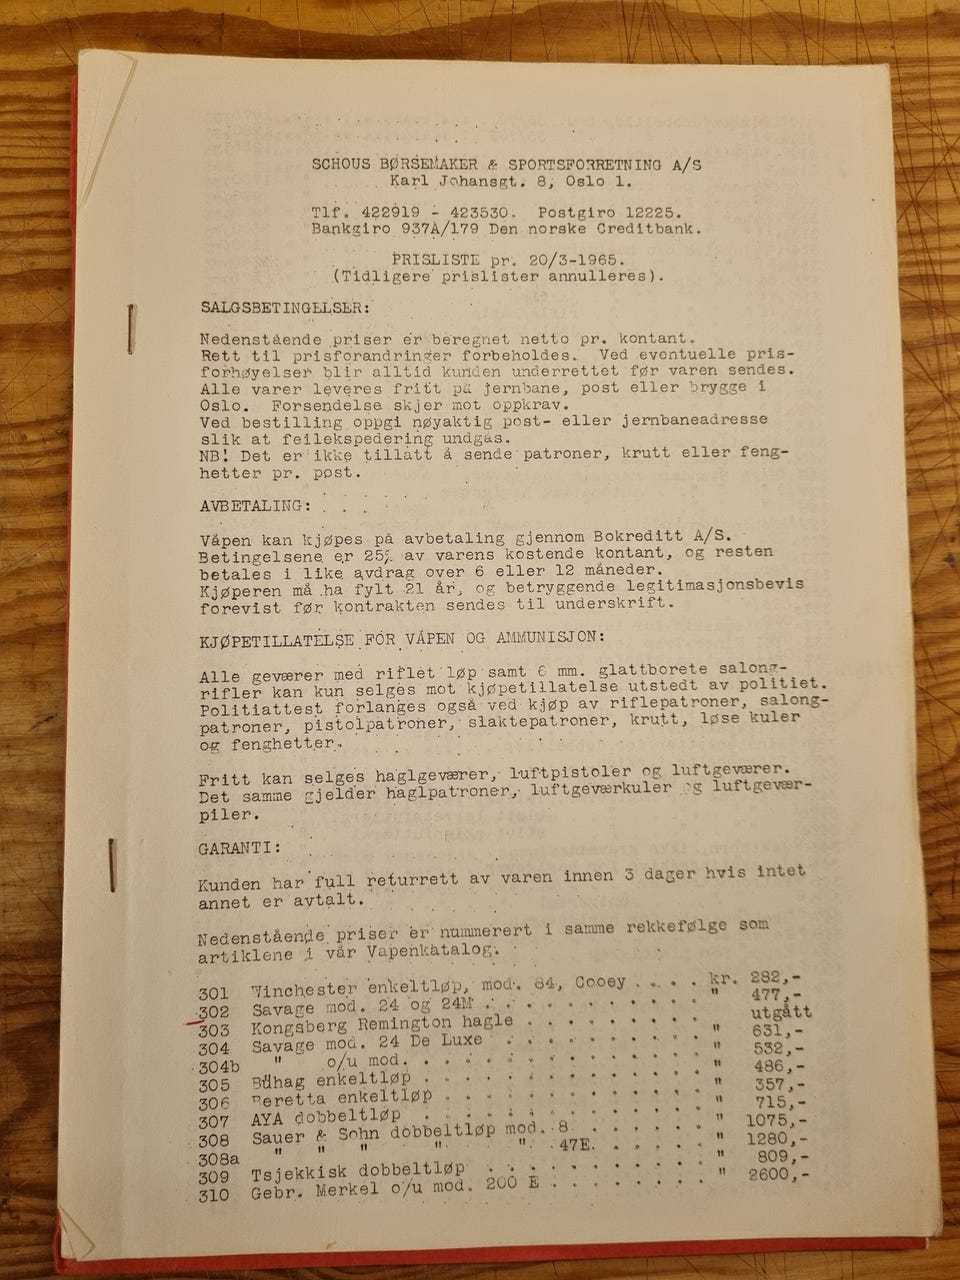 SCHOUS BØRSEMAKER & SPORTSFORRETNING A/S
Karl Johansgt. 8, Oslo 1.
Tlf. 422919 - 423530. Postgiro 12225.
Bankgiro 937A/179 Den norske Creditbank.
PRISLISTE pr. 20/3-1965.
(Tidligere prislister annulleres).
SALGSBETINGELSER:
Nedenstående priser er beregnet netto pr. kontant.
Rett til prisforandringer forbeholdes. Ved eventuelle pris-
forhøyelser blir alltid kunden underrettet før varen sendes.
Alle varer leveres fritt på jernbane, post eller brygge i
Oslo. Forsendelse skjer mot oppkrav.
Ved bestilling oppgi nøyaktig post- eller jernbaneadresse
slik at feilekspedering undgås.
NB! Det er ikke tillatt å sende patroner, krutt eller feng-
hetter pr. post.
AVBETALING:
Våpen kan kjøpes på avbetaling gjennom Bokreditt A/S.
Betingelsene er 25% av varens kostende kontant, og resten
betales i like avdrag over 6 eller 12 måneder.
Kjøperen må ha fylt 21 år, og betryggende legitimasjonsbevis
forevist før kontrakten sendes til underskrift.
KJØPETILLATELSE FOR VÅPEN OG AMMUNISJON:
Alle geværer med riflet løp samt 6 mm. glattborete salong-
rifler kan kun selges mot kjøpetillatelse utstedt av politiet.
Politiattest forlanges også ved kjøp av riflepatroner, salong-
patroner, pistolpatroner, slaktepatroner, krutt, løse kuler
og fenghetter.
Fritt kan selges haglgeværer, luftpistoler og luftgeværer.
Det samme gjelder haglpatroner, luftgeværkuler og luftgevær-
piler.
GARANTI:
Kunden har full returrett av varen innen 3 dager hvis intet
annet er avtalt.
Nedenstående priser er nummerert i samme rekkefølge som
artiklene i vår Våpenkatalog.
301 Winchester enkeltløp, mod. 84, Cooey . . . . kr. 282,-
302 Savage mod. 24 og 24M . . . . . . . . . " 477,-
303 Kongsberg Remington hagle . . . . . . . . utgått
304 Savage mod. 24 De Luxe . . . . . . . . . " 631,-
304b " o/u mod. . . . . . . . . . . . " 532,-
305 Bühag enkeltløp . . . . . . . . . . . " 486,-
306 Beretta enkeltløp . . . . . . . . . . " 357,-
307 AYA dobbeltløp . . . . . . . . . . . " 715,-
308 Sauer & Sohn dobbeltløp mod. 8 . . . . . " 1075,-
308a " " " " " 47E. . . . . . " 1280,-
309 Tsjekkisk dobbeltløp . . . . . . . . . " 809,-
310 Gebr. Merkel o/u mod. 200 E . . . . . . . " 2600,-